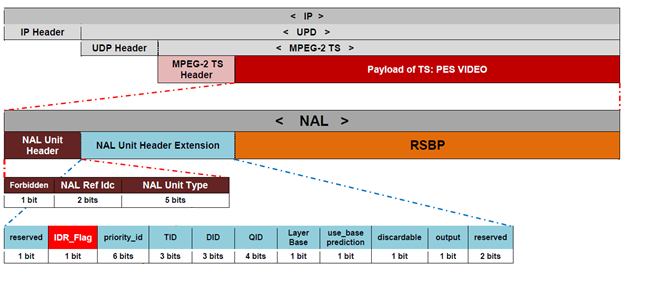 < IP >
IP Header < UPD >
UDP Header < MPEG-2 TS >
MPEG-2 TS
Header Payload of TS: PES VIDEO
< NAL >
NAL Unit
Header NAL Unit Header Extension RSBP
Forbidden NAL Ref Idc NAL Unit Type
1 bit 2 bits 5 bits
reserved IDR_Flag priority_id TID DID QID Layer
Base use_base
prediction discardable output reserved
1 bit 1 bit 6 bits 3 bits 3 bits 4 bits 1 bit 1 bit 1 bit 1 bit 2 bits